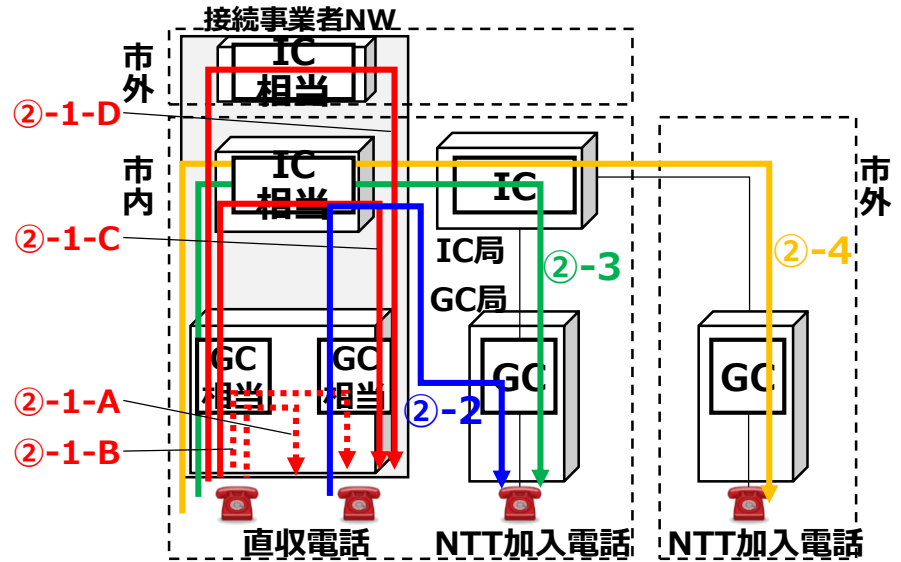 接続事業者NW
市外
IC
相当
②-1-D
市内
IC
相当
IC
市外
②-1-C
IC局
②-3
②-4
GC局
GC
相当
GC
相当
GC
GC
②-1-A
②-2
②-1-B
直収電話
NTT加入電話
NTT加入電話